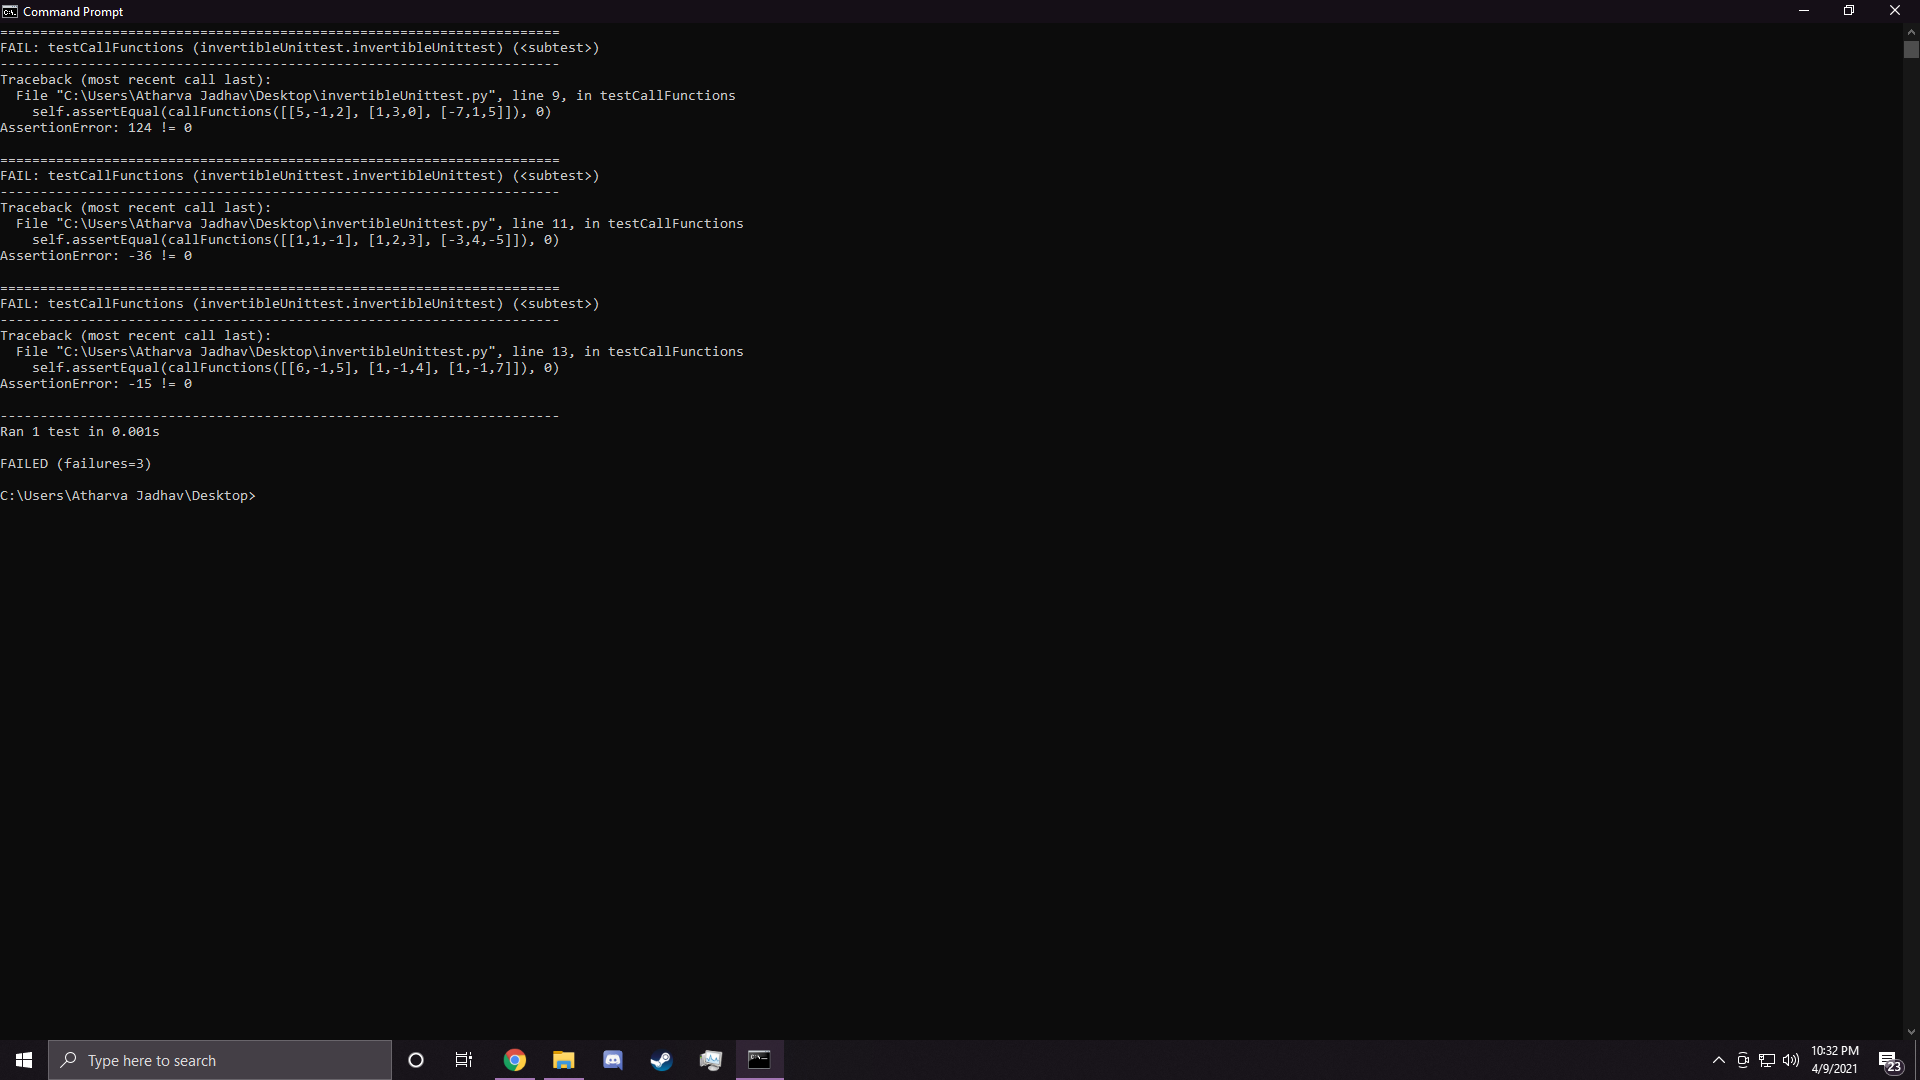 Command Prompt
======================================================================
FAIL: testCallFunctions (invertibleUnittest.invertibleUnittest) (<subtest>)
----------------------------------------------------------------------
Traceback (most recent call last):
  File "C:\Users\Atharva Jadhav\Desktop\invertibleUnittest.py", line 9, in testCallFunctions
    self.assertEqual(callFunctions([[5,-1,2], [1,3,0], [-7,1,5]]), 0)
AssertionError: 124 != 0
======================================================================
FAIL: testCallFunctions (invertibleUnittest.invertibleUnittest) (<subtest>)
----------------------------------------------------------------------
Traceback (most recent call last):
  File "C:\Users\Atharva Jadhav\Desktop\invertibleUnittest.py", line 11, in testCallFunctions
    self.assertEqual(callFunctions([[1,1,-1], [1,2,3], [-3,4,-5]]), 0)
AssertionError: -36 != 0
======================================================================
FAIL: testCallFunctions (invertibleUnittest.invertibleUnittest) (<subtest>)
----------------------------------------------------------------------
Traceback (most recent call last):
  File "C:\Users\Atharva Jadhav\Desktop\invertibleUnittest.py", line 13, in testCallFunctions
    self.assertEqual(callFunctions([[6,-1,5], [1,-1,4], [1,-1,7]]), 0)
AssertionError: -15 != 0
----------------------------------------------------------------------
Ran 1 test in 0.001s
FAILED (failures=3)
C:\Users\Atharva Jadhav\Desktop>
Type here to search
10:32 PM
4/9/2021
23